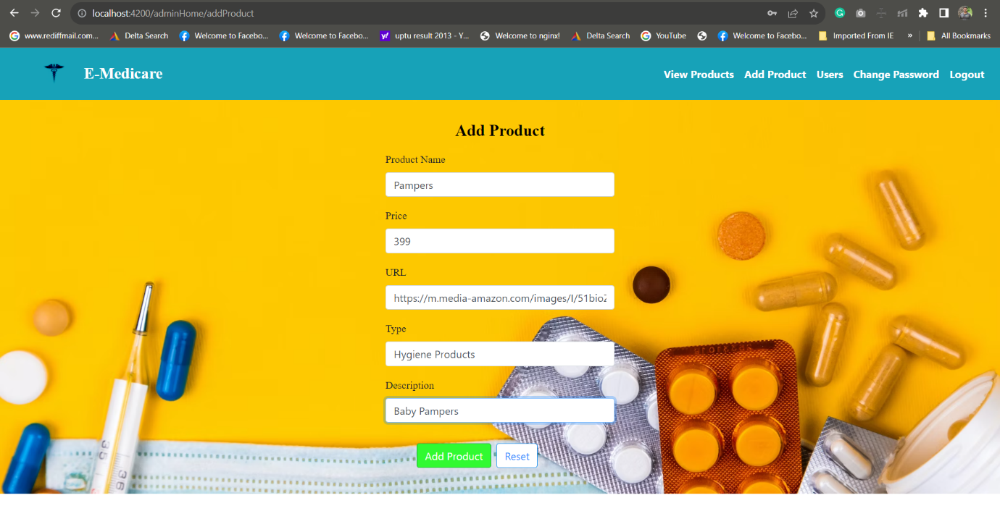 localhost:4200/adminHome/addProduct
www.rediffmail.com... Delta Search Welcome to Facebo... Welcome to Facebo... uptu result 2013 - Y... Welcome to nginx! Delta Search YouTube Welcome to Facebo... Imported From IE » All Bookmarks
E-Medicare View Products Add Product Users Change Password Logout
Add Product
Product Name
Pampers
Price
399
URL
https://m.media-amazon.com/images/I/51bioZ
Type
Hygiene Products
Description
Baby Pampers
Add Product Reset
35
36